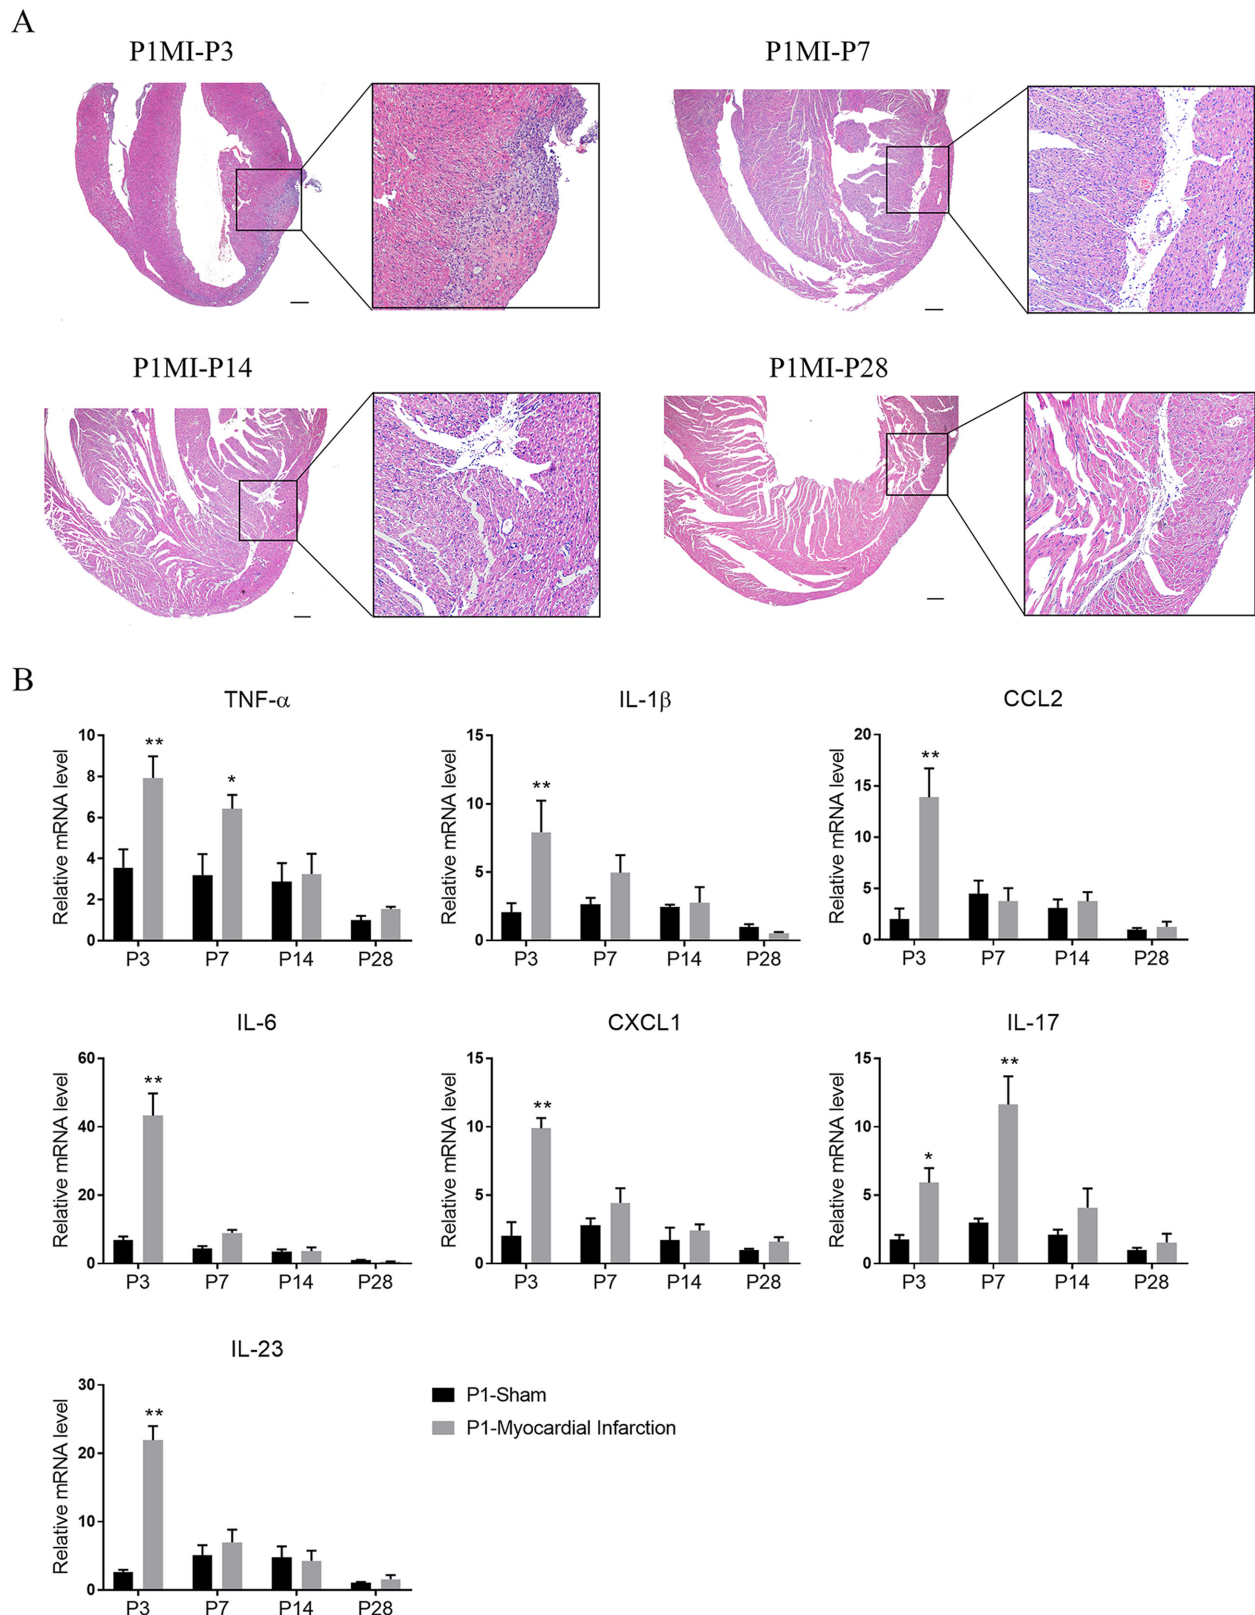 A
P1MI-P3
P1MI-P7
P1MI-P14
P1MI-P28
B
TNF-α
Relative mRNA level
10
8
6
4
2
0
**
*
P3 P7 P14 P28
IL-1β
Relative mRNA level
15
10
5
0
**
P3 P7 P14 P28
CCL2
Relative mRNA level
20
15
10
5
0
**
P3 P7 P14 P28
IL-6
Relative mRNA level
60
40
20
0
**
P3 P7 P14 P28
CXCL1
Relative mRNA level
15
10
5
0
**
P3 P7 P14 P28
IL-17
Relative mRNA level
15
10
5
0
*
**
P3 P7 P14 P28
IL-23
Relative mRNA level
30
20
10
0
**
P3 P7 P14 P28
P1-Sham
P1-Myocardial Infarction